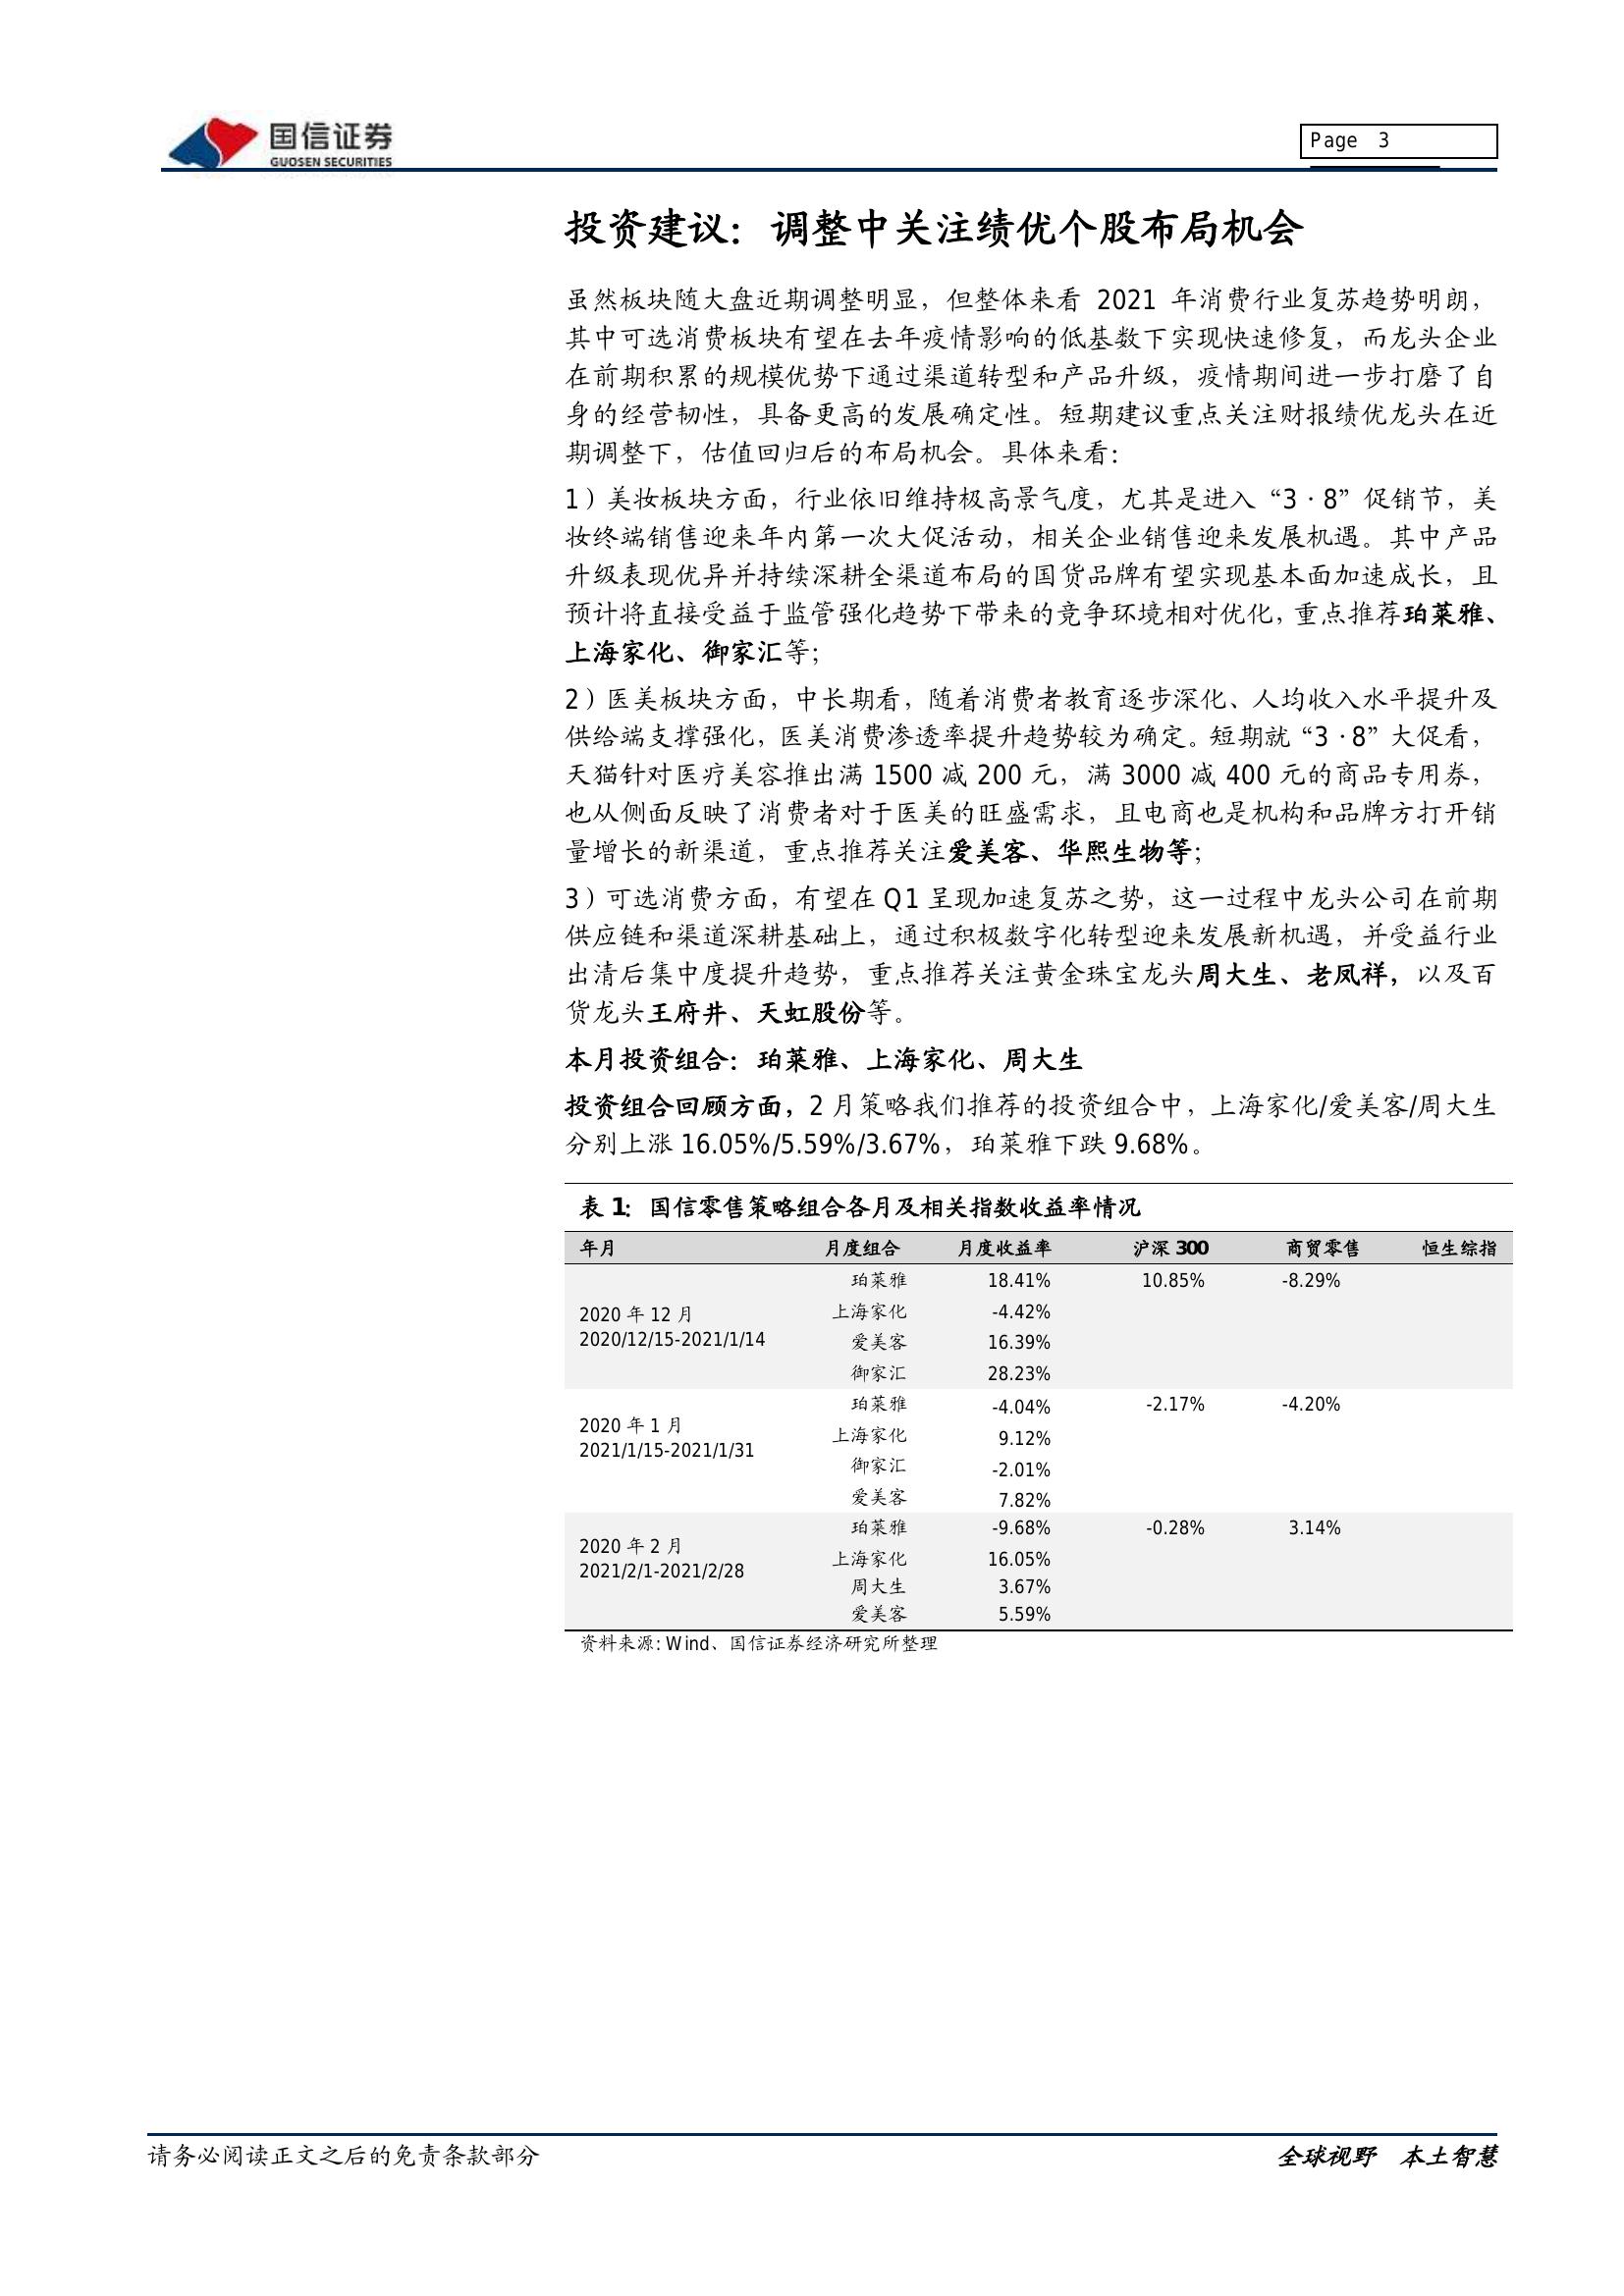 国信证券
GUOSEN SECURITIES
Page 3
投资建议：调整中关注绩优个股布局机会
虽然板块随大盘近期调整明显，但整体来看 2021 年消费行业复苏趋势明朗，
其中可选消费板块有望在去年疫情影响的低基数下实现快速修复，而龙头企业
在前期积累的规模优势下通过渠道转型和产品升级，疫情期间进一步打磨了自
身的经营韧性，具备更高的发展确定性。短期建议重点关注财报绩优龙头在近
期调整下，估值回归后的布局机会。具体来看：
1）美妆板块方面，行业依旧维持极高景气度，尤其是进入“3·8”促销节，美
妆终端销售迎来年内第一次大促活动，相关企业销售迎来发展机遇。其中产品
升级表现优异并持续深耕全渠道布局的国货品牌有望实现基本面加速成长，且
预计将直接受益于监管强化趋势下带来的竞争环境相对优化，重点推荐珀莱雅、
上海家化、御家汇等；
2）医美板块方面，中长期看，随着消费者教育逐步深化、人均收入水平提升及
供给端支撑强化，医美消费渗透率提升趋势较为确定。短期就“3·8”大促看，
天猫针对医疗美容推出满 1500 减 200 元，满 3000 减 400 元的商品专用券，
也从侧面反映了消费者对于医美的旺盛需求，且电商也是机构和品牌方打开销
量增长的新渠道，重点推荐关注爱美客、华熙生物等；
3）可选消费方面，有望在 Q1 呈现加速复苏之势，这一过程中龙头公司在前期
供应链和渠道深耕基础上，通过积极数字化转型迎来发展新机遇，并受益行业
出清后集中度提升趋势，重点推荐关注黄金珠宝龙头周大生、老凤祥，以及百
货龙头王府井、天虹股份等。
本月投资组合：珀莱雅、上海家化、周大生
投资组合回顾方面，2 月策略我们推荐的投资组合中，上海家化/爱美客/周大生
分别上涨 16.05%/5.59%/3.67%，珀莱雅下跌 9.68%。
表 1：国信零售策略组合各月及相关指数收益率情况
年月 月度组合 月度收益率 沪深 300 商贸零售 恒生综指
2020 年 12 月
2020/12/15-2021/1/14
珀莱雅 18.41% 10.85% -8.29%
上海家化 -4.42%
爱美客 16.39%
御家汇 28.23%
2020 年 1 月
2021/1/15-2021/1/31
珀莱雅 -4.04% -2.17% -4.20%
上海家化 9.12%
御家汇 -2.01%
爱美客 7.82%
2020 年 2 月
2021/2/1-2021/2/28
珀莱雅 -9.68% -0.28% 3.14%
上海家化 16.05%
周大生 3.67%
爱美客 5.59%
资料来源: Wind、国信证券经济研究所整理
请务必阅读正文之后的免责条款部分
全球视野 本土智慧